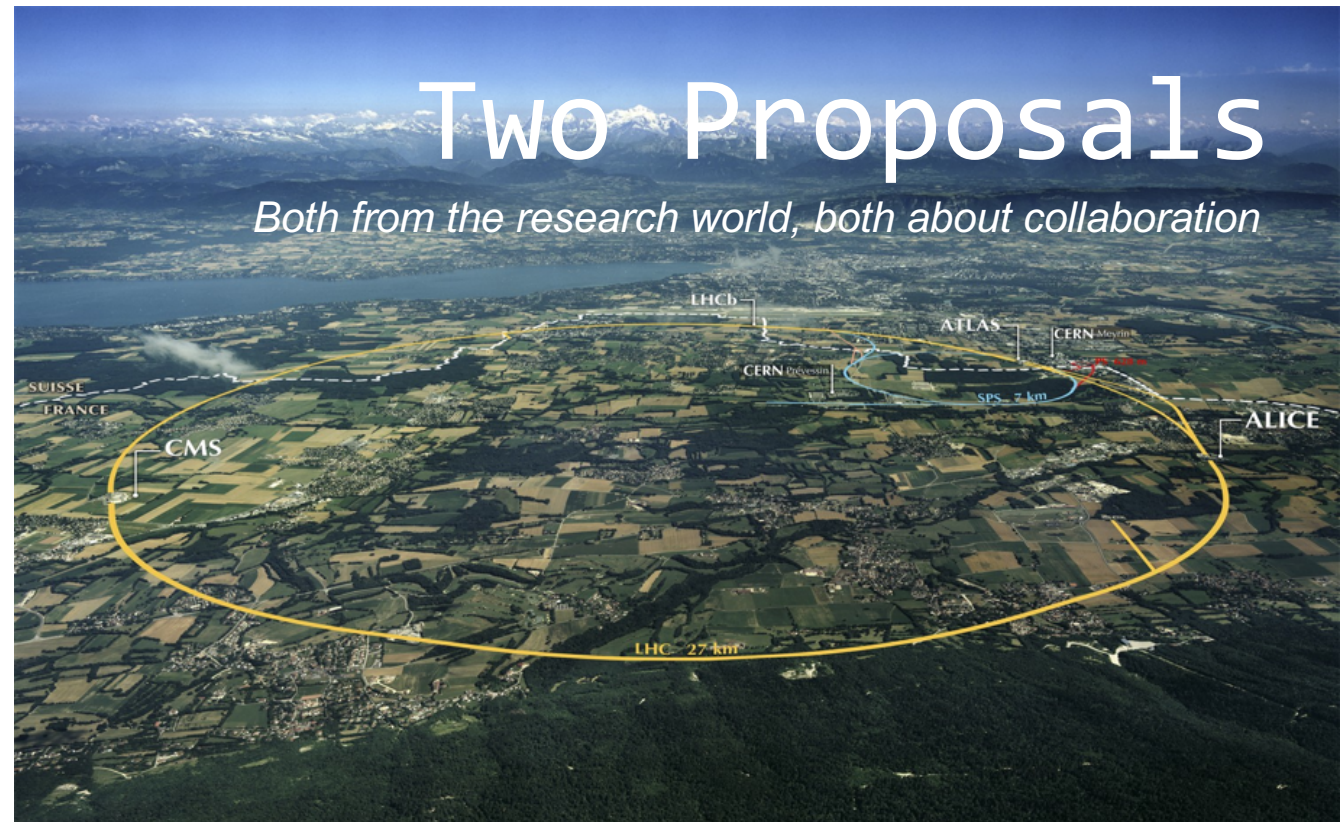 Two Proposals
Both from the research world, both about collaboration
LHCb
ATLAS
CERN Meyrin
CERN Prévessin
SUISSE
FRANCE
SPS 7 km
ALICE
CMS
LHC 27 km